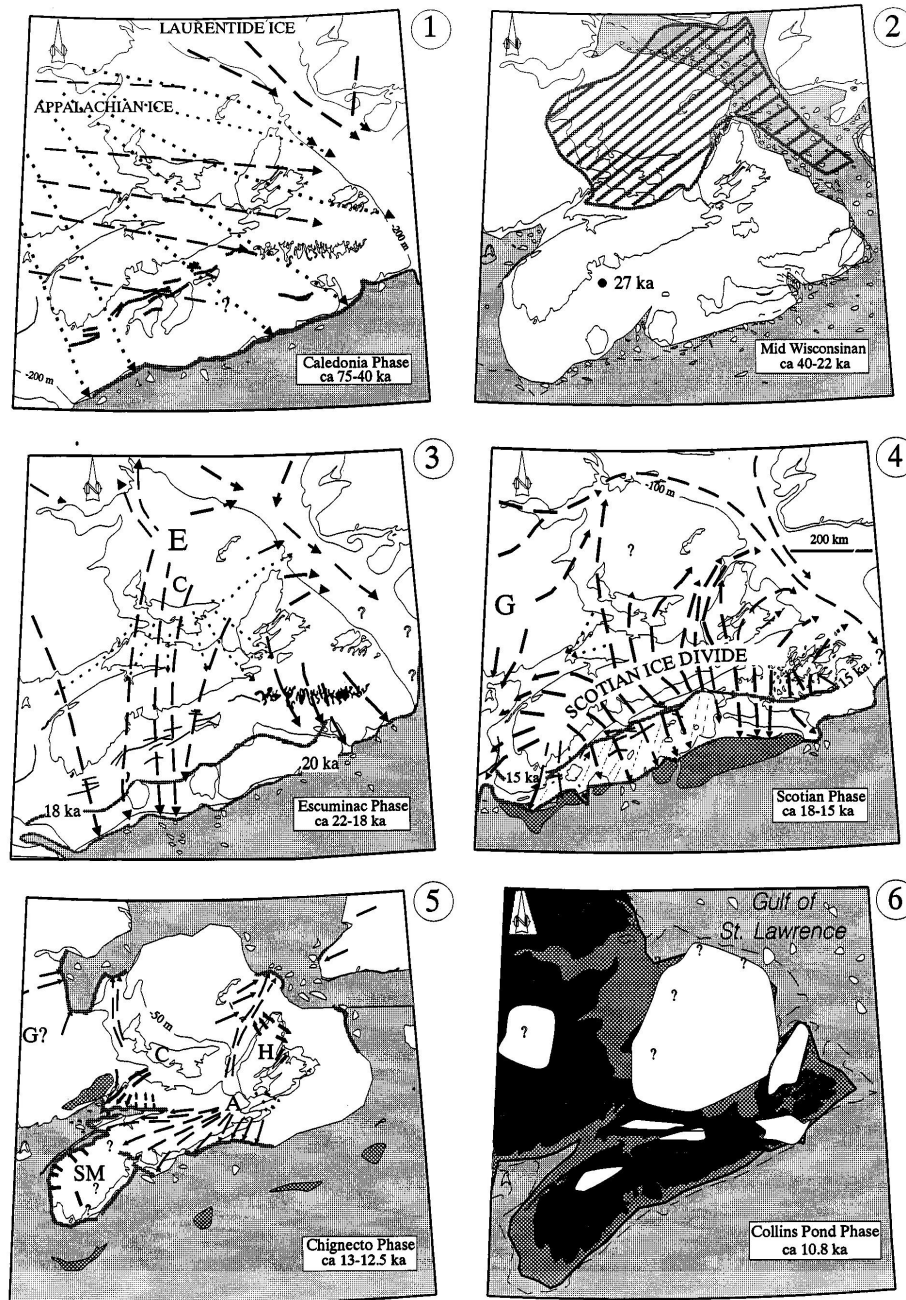 1
LAURENTIDE ICE
N
APPALACHIAN ICE
-200 m
?
-200 m
Caledonia Phase
ca 75-40 ka
2
N
27 ka
Mid Wisconsinan
ca 40-22 ka
3
N
E
C
?
?
?
20 ka
18 ka
Escuminac Phase
ca 22-18 ka
4
N
-100 m
200 km
?
G
SCOTIAN ICE DIVIDE
?
15 ka
15 ka
Scotian Phase
ca 18-15 ka
5
-50 m
G?
C
H
A
?
SM
?
Chignecto Phase
ca 13-12.5 ka
6
N
Gulf of
St. Lawrence
?
?
?
?
?
?
Collins Pond Phase
ca 10.8 ka